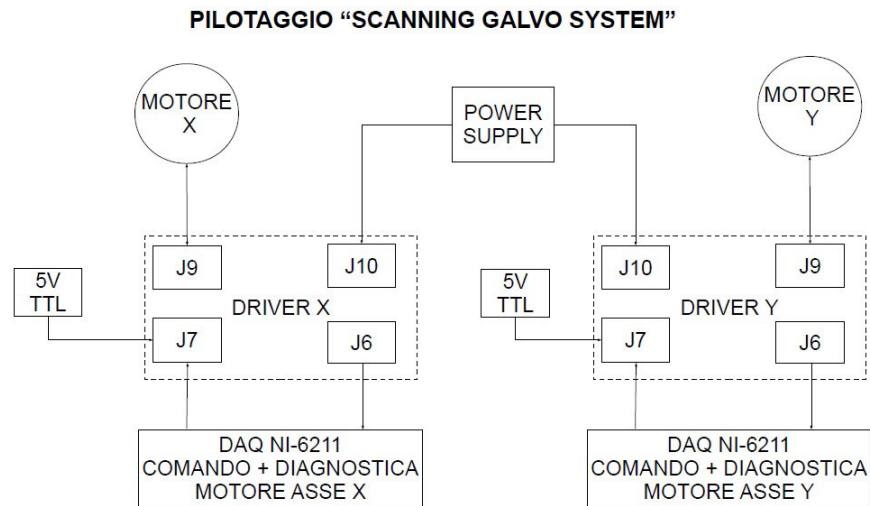 PILOTAGGIO “SCANNING GALVO SYSTEM”
MOTORE
X
POWER
SUPPLY
MOTORE
Y
J9
J10
5V
TTL
DRIVER X
J7
J6
J10
J9
5V
TTL
DRIVER Y
J7
J6
DAQ NI-6211
COMANDO + DIAGNOSTICA
MOTORE ASSE X
DAQ NI-6211
COMANDO + DIAGNOSTICA
MOTORE ASSE Y